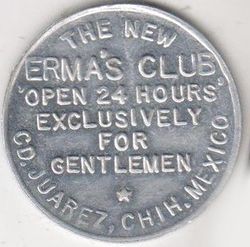 THE NEW
ERMA'S CLUB
"OPEN 24 HOURS"
EXCLUSIVELY
FOR
GENTLEMEN
CD. JUAREZ, CHIH. MEXICO